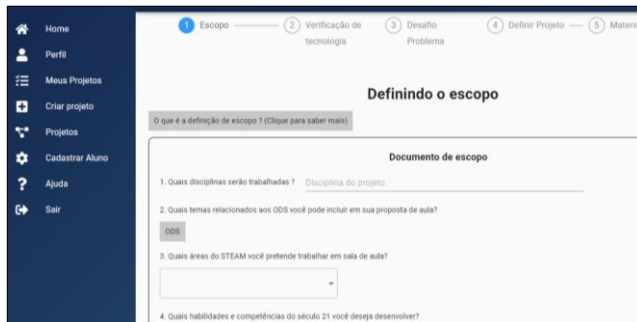 Home
Perfil
Meus Projetos
Criar projeto
Projetos
Cadastrar Aluno
Ajuda
Sair
1 Escopo
2 Verificação de
tecnologia
3 Desafio
Problema
4 Definir Projeto
5 Materia
Definindo o escopo
O que é a definição de escopo ? (Clique para saber mais)
Documento de escopo
1. Quais disciplinas serão trabalhadas ? Disciplina do projeto
2. Quais temas relacionados aos ODS você pode incluir em sua proposta de aula?
ODS
3. Quais áreas do STEAM você pretende trabalhar em sala de aula?
4. Quais habilidades e competências do século 21 você deseja desenvolver?